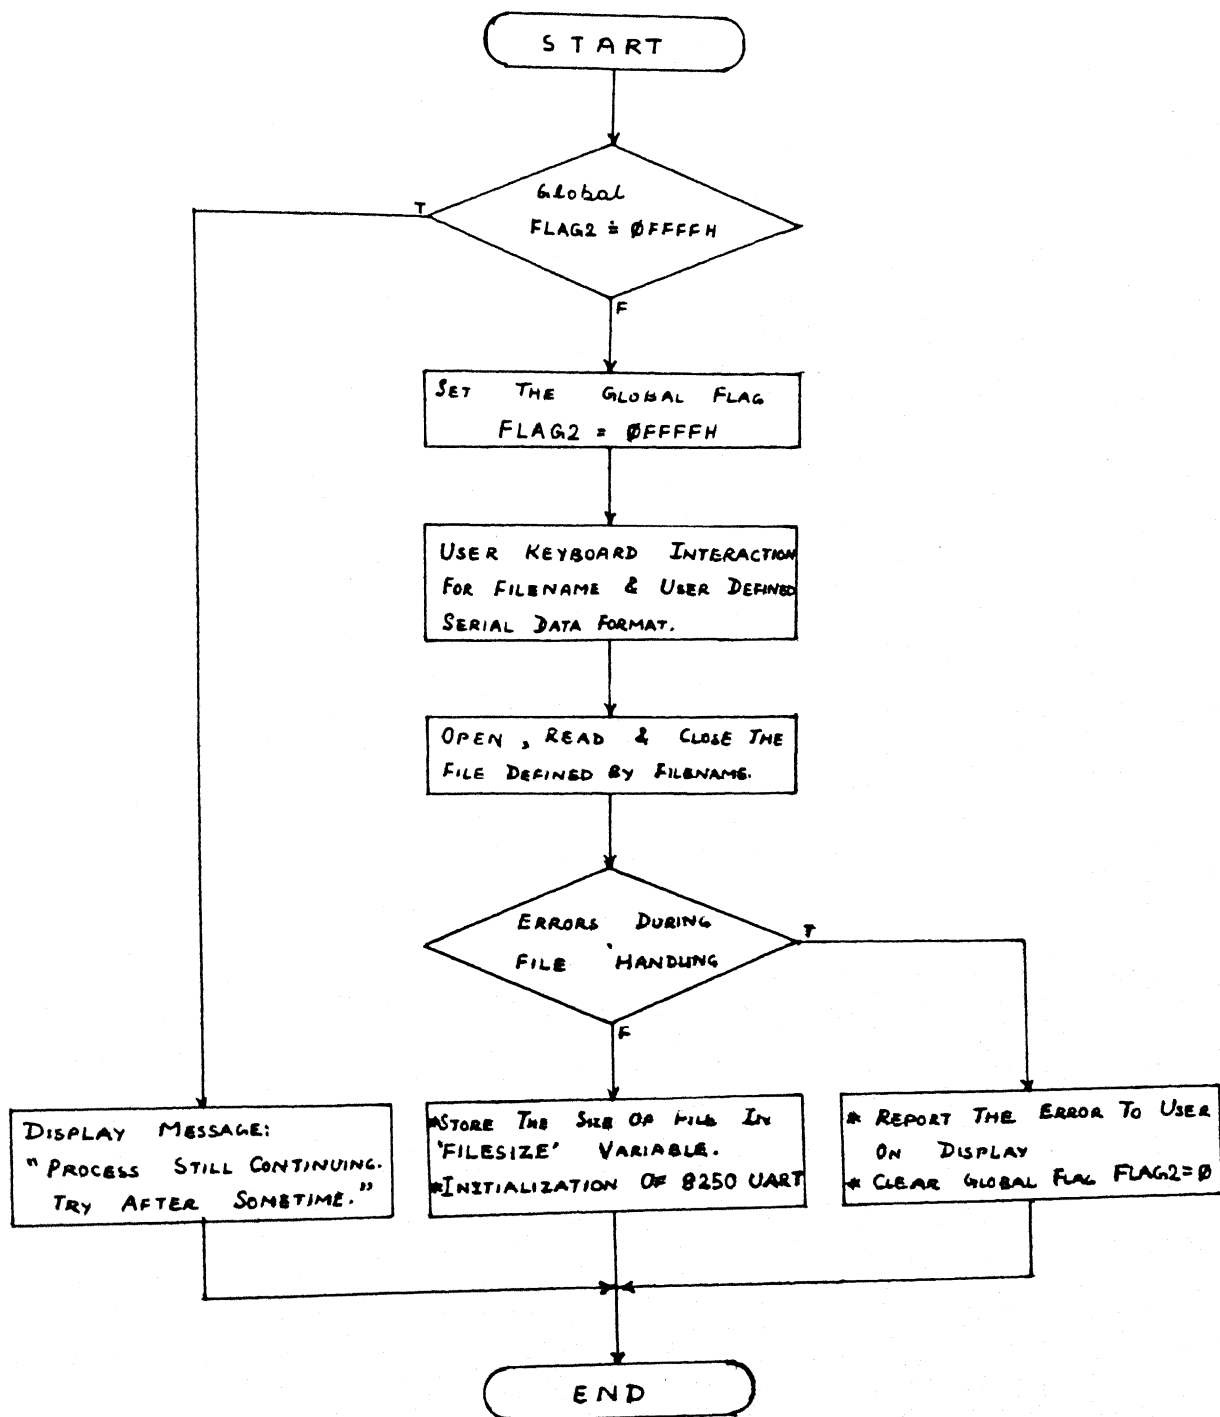 START
Global
T
FLAG2 = ØFFFFH
F
SET THE GLOBAL FLAG
FLAG2 = ØFFFFH
USER KEYBOARD INTERACTION
FOR FILENAME & USER DEFINED
SERIAL DATA FORMAT.
OPEN, READ & CLOSE THE
FILE DEFINED BY FILENAME.
ERRORS DURING
T
FILE HANDLING
F
DISPLAY MESSAGE:
"PROCESS STILL CONTINUING.
TRY AFTER SOMETIME."
*STORE THE SIZE OF FILE IN
'FILESIZE' VARIABLE.
*INITIALIZATION OF 8250 UART
* REPORT THE ERROR TO USER
ON DISPLAY
* CLEAR GLOBAL FLAG FLAG2=Ø
END